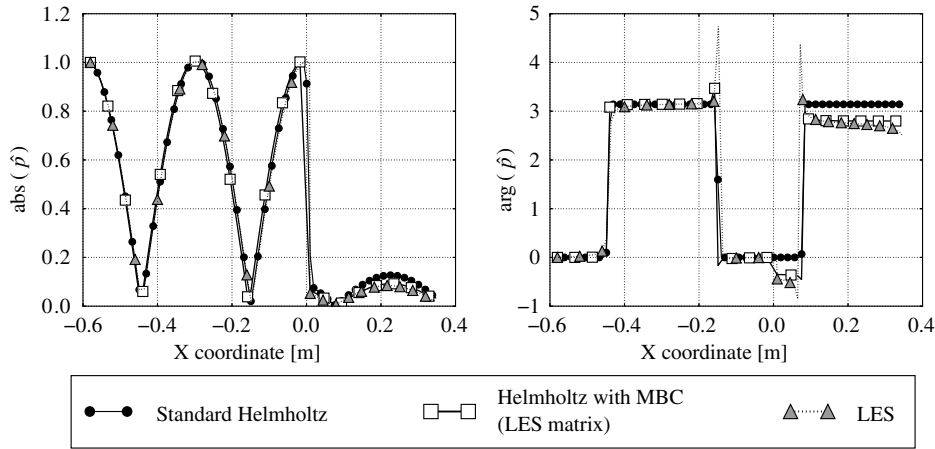 1.2
1.0
0.8
0.6
0.4
0.2
0.0
abs ( p̂ )
−0.6 −0.4 −0.2 0.0 0.2 0.4
X coordinate [m]
5
4
3
2
1
0
−1
arg ( p̂ )
−0.6 −0.4 −0.2 0.0 0.2 0.4
X coordinate [m]
Standard Helmholtz
Helmholtz with MBC
(LES matrix)
LES